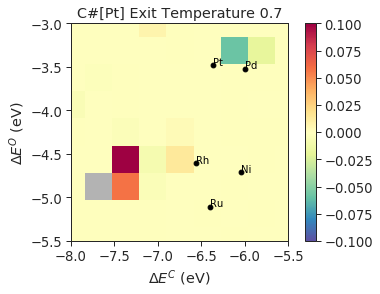 C#[Pt] Exit Temperature 0.7
−3.0
−3.5
−4.0
−4.5
−5.0
−5.5
ΔE^O (eV)
Pt
Pd
Rh
Ni
Ru
−8.0 −7.5 −7.0 −6.5 −6.0 −5.5
ΔE^C (eV)
0.100
0.075
0.050
0.025
0.000
−0.025
−0.050
−0.075
−0.100